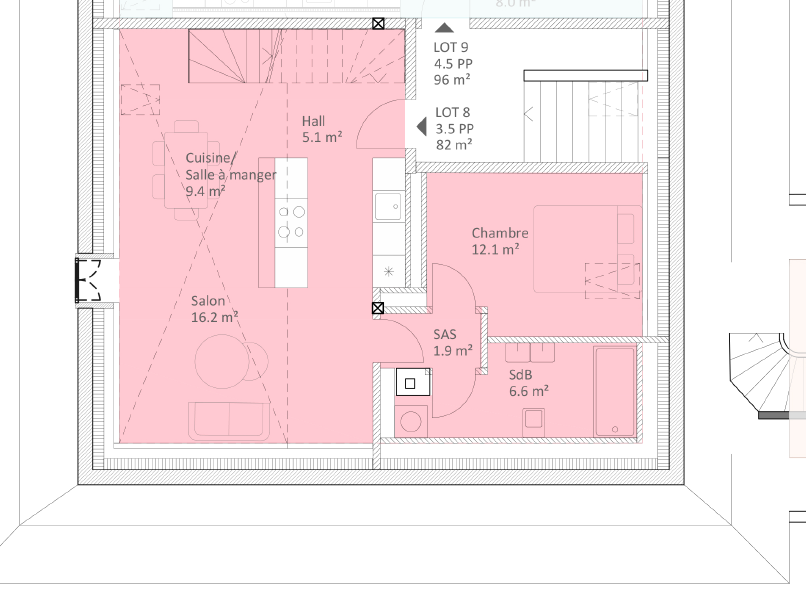 8.0 m²
LOT 9
4.5 PP
96 m²
LOT 8
3.5 PP
82 m²
Hall
5.1 m²
Cuisine/
Salle à manger
9.4 m²
Chambre
12.1 m²
Salon
16.2 m²
SAS
1.9 m²
SdB
6.6 m²